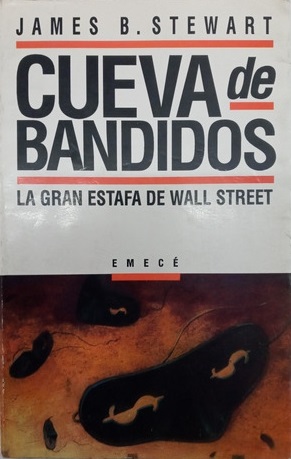 JAMES B. STEWART
CUEVA de
BANDIDOS
LA GRAN ESTAFA DE WALL STREET
EMECÉ
$
$
$